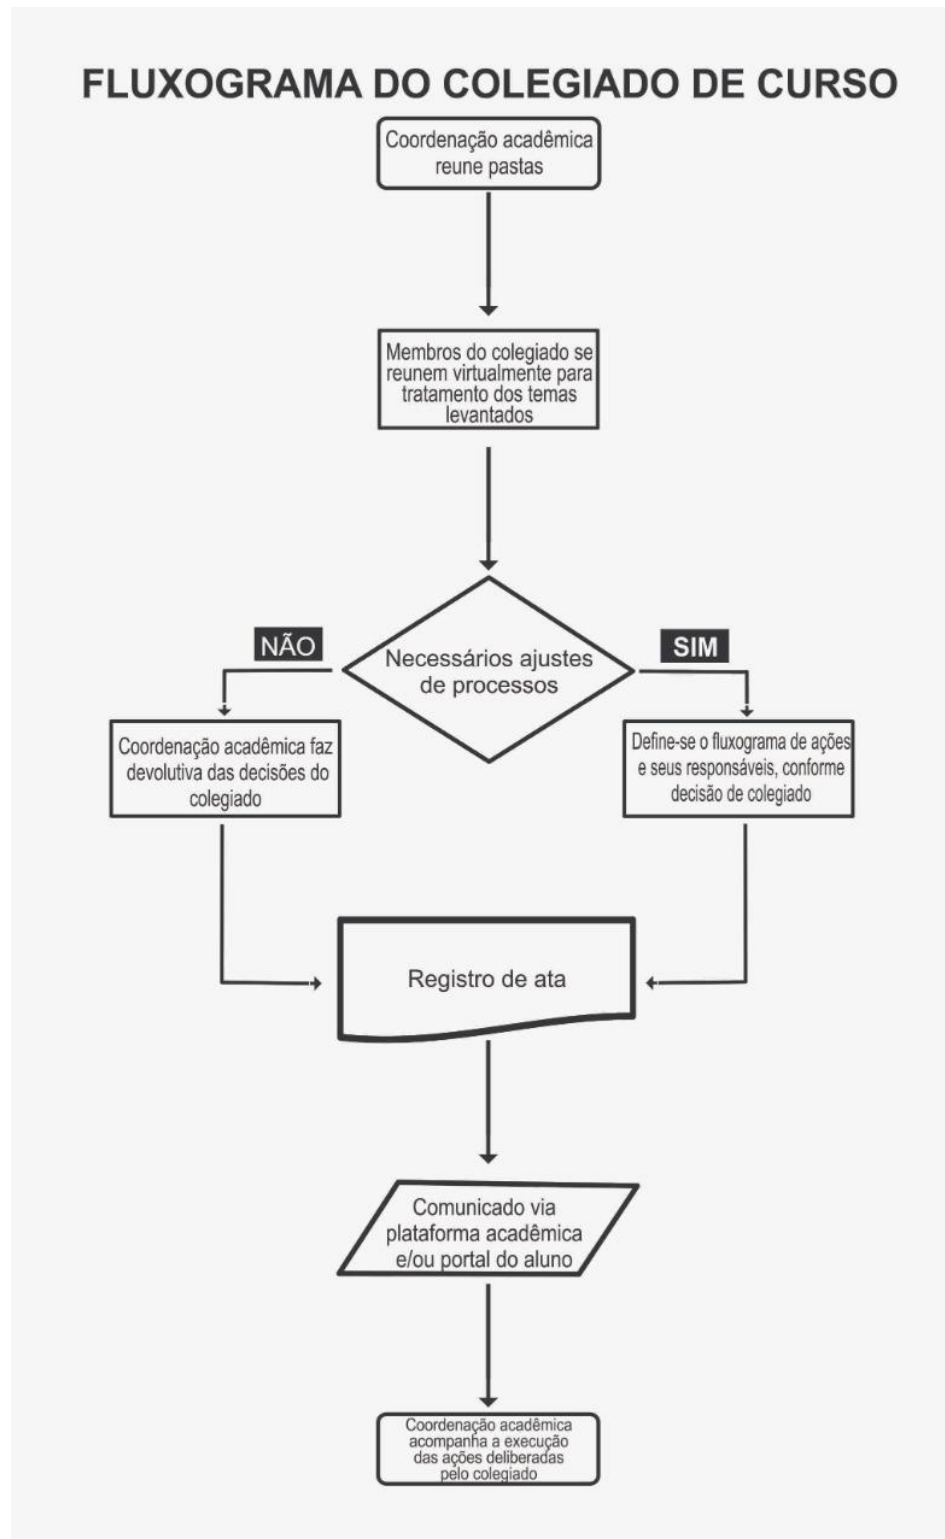 FLUXOGRAMA DO COLEGIADO DE CURSO
Coordenação acadêmica
reune pastas
Membros do colegiado se
reunem virtualmente para
tratamento dos temas
levantados
NÃO
SIM
Necessários ajustes
de processos
Coordenação acadêmica faz
devolutiva das decisões do
colegiado
Define-se o fluxograma de ações
e seus responsáveis, conforme
decisão de colegiado
Registro de ata
Comunicado via
plataforma acadêmica
e/ou portal do aluno
Coordenação acadêmica
acompanha a execução
das ações deliberadas
pelo colegiado